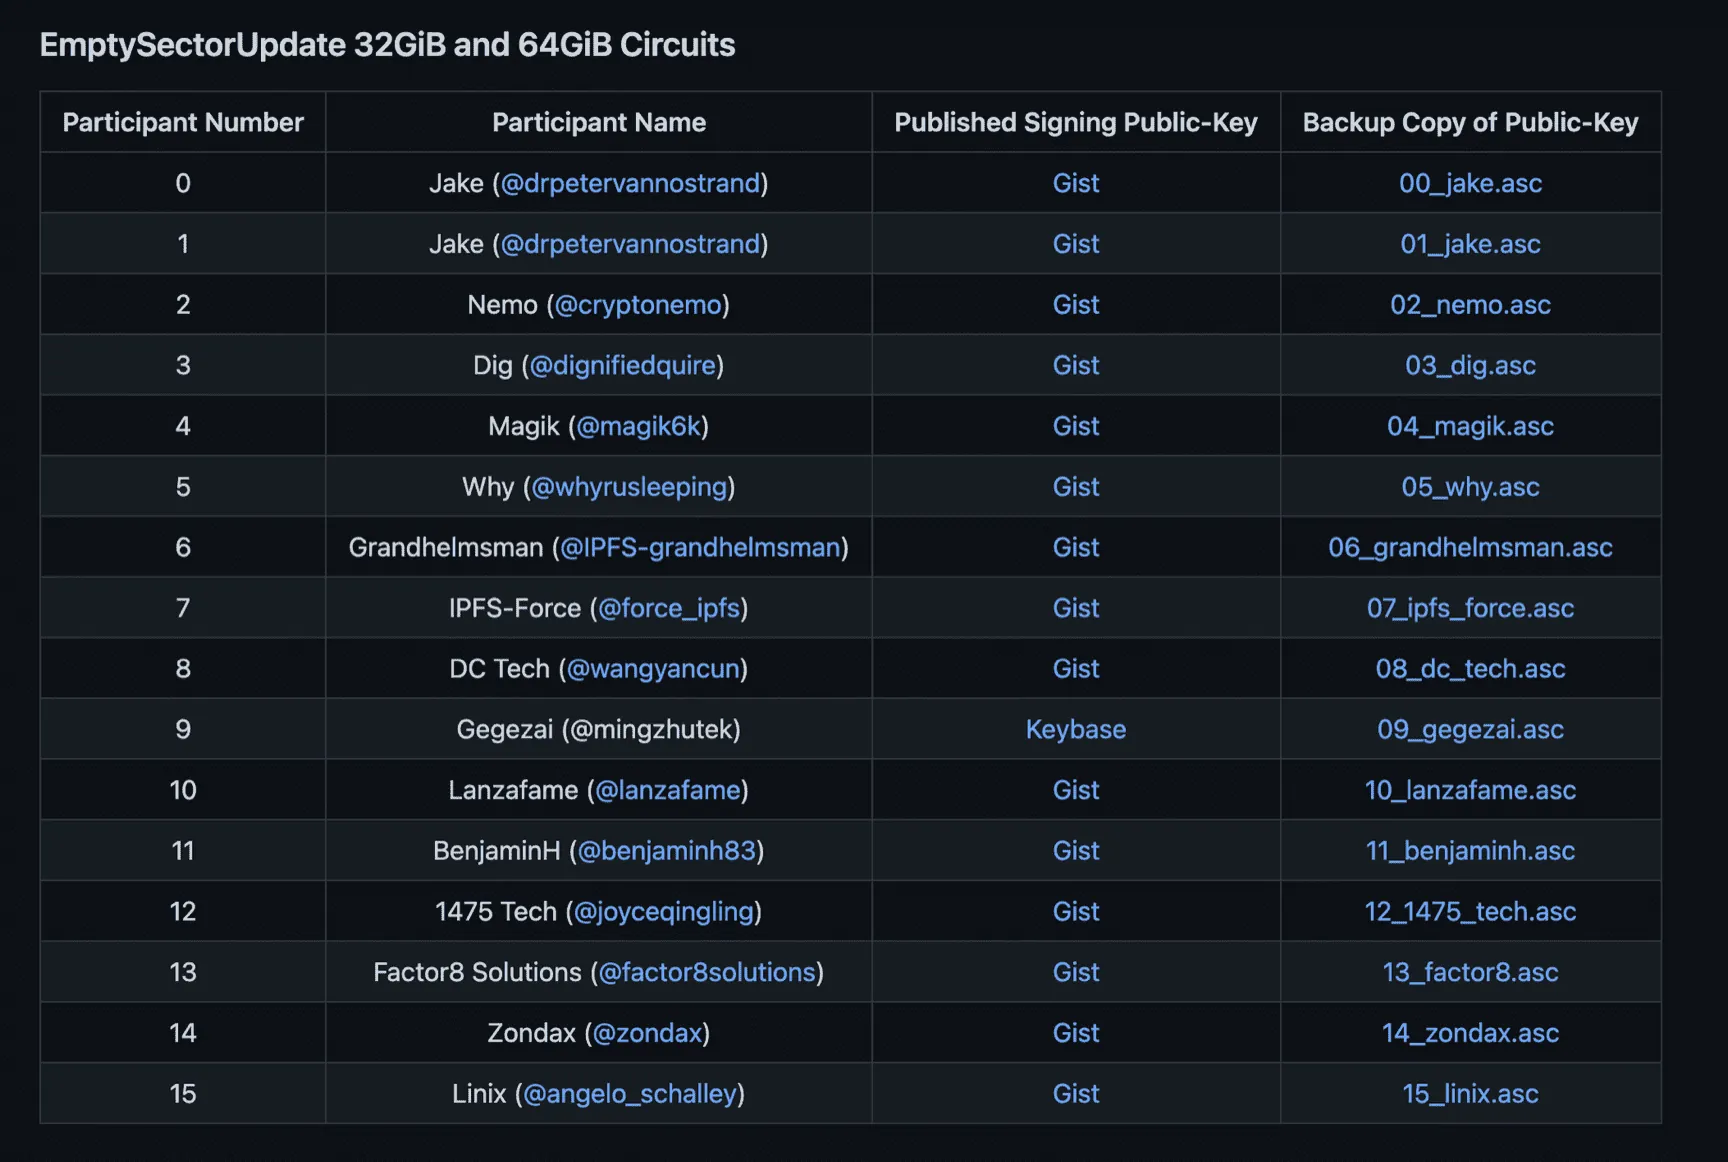 EmptySectorUpdate 32GiB and 64GiB Circuits
Participant Number Participant Name Published Signing Public-Key Backup Copy of Public-Key
0 Jake (@drpetervannostrand) Gist 00_jake.asc
1 Jake (@drpetervannostrand) Gist 01_jake.asc
2 Nemo (@cryptonemo) Gist 02_nemo.asc
3 Dig (@dignifiedquire) Gist 03_dig.asc
4 Magik (@magik6k) Gist 04_magik.asc
5 Why (@whyrusleeping) Gist 05_why.asc
6 Grandhelmsman (@IPFS-grandhelmsman) Gist 06_grandhelmsman.asc
7 IPFS-Force (@force_ipfs) Gist 07_ipfs_force.asc
8 DC Tech (@wangyancun) Gist 08_dc_tech.asc
9 Gegezai (@mingzhutek) Keybase 09_gegezai.asc
10 Lanzafame (@lanzafame) Gist 10_lanzafame.asc
11 BenjaminH (@benjaminh83) Gist 11_benjaminh.asc
12 1475 Tech (@joyceqingling) Gist 12_1475_tech.asc
13 Factor8 Solutions (@factor8solutions) Gist 13_factor8.asc
14 Zondax (@zondax) Gist 14_zondax.asc
15 Linix (@angelo_schalley) Gist 15_linix.asc